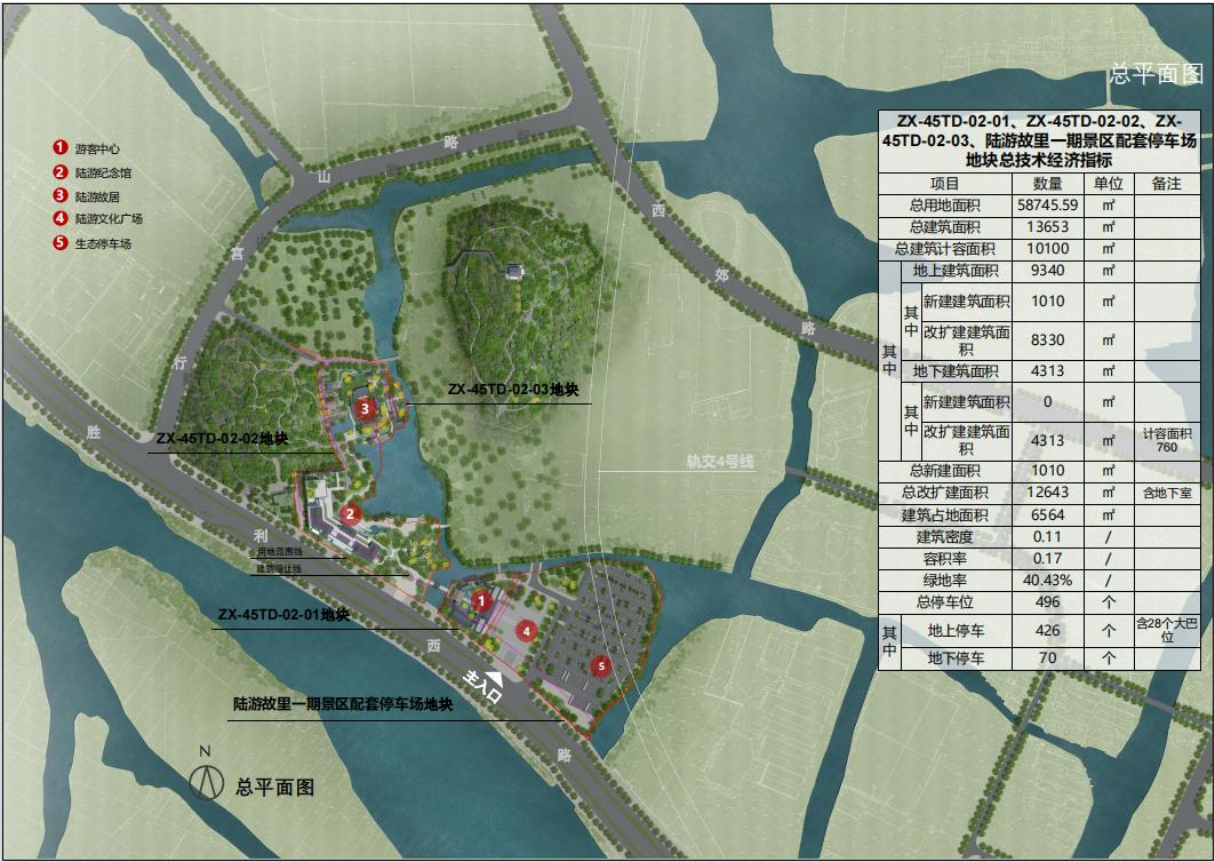 总平面图
1 游客中心
2 陆游纪念馆
3 陆游故居
4 陆游文化广场
5 生态停车场
ZX-45TD-02-01、ZX-45TD-02-02、ZX-
45TD-02-03、陆游故里一期景区配套停车场
地块总技术经济指标
项目 数量 单位 备注
总用地面积 58745.59 ㎡
总建筑面积 13653 ㎡
总建筑计容面积 10100 ㎡
其中 地上建筑面积 9340 ㎡
其中 新建建筑面积 1010 ㎡
改扩建建筑面积 8330 ㎡
地下建筑面积 4313 ㎡
其中 新建建筑面积 0 ㎡
改扩建建筑面积 4313 ㎡ 计容面积760
总新建面积 1010 ㎡
总改扩建面积 12643 ㎡ 含地下室
建筑占地面积 6564 ㎡
建筑密度 0.11 /
容积率 0.17 /
绿地率 40.43% /
总停车位 496 个
其中 地上停车 426 个 含28个大巴位
地下停车 70 个
路
山
宫
行
西
郊
路
3
ZX-45TD-02-03地块
ZX-45TD-02-02地块
胜
轨交4号线
2
利
用地范围线
建筑退让线
1
ZX-45TD-02-01地块
4
西
5
主入口
陆游故里一期景区配套停车场地块
路
N
总平面图